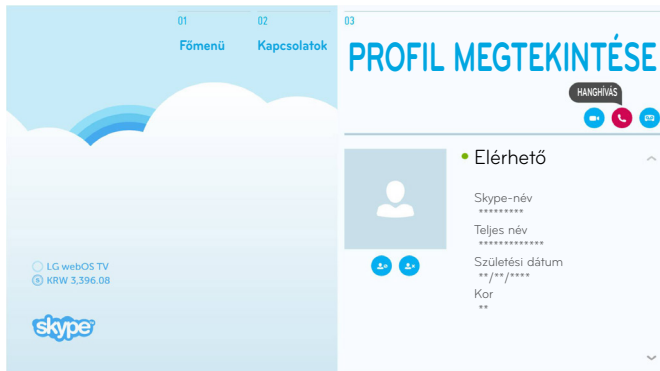 01
Főmenü
02
Kapcsolatok
03
PROFIL MEGTEKINTÉSE
HANGHÍVÁS
Elérhető
Skype-név
*********
Teljes név
*************
Születési dátum
**/**/****
Kor
**
LG webOS TV
KRW 3,396.08
skype